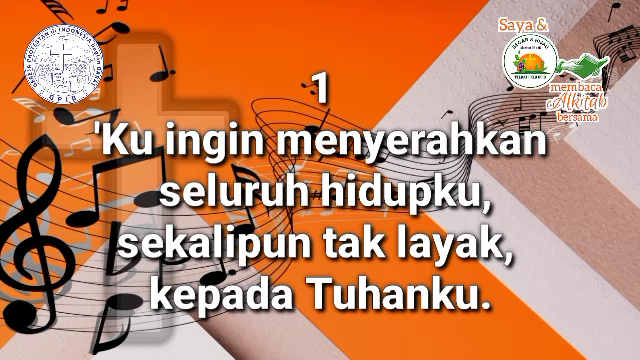 Saya &
membaca
Alkitab
bersama
1
'Ku ingin menyerahkan
seluruh hidupku,
sekalipun tak layak,
kepada Tuhanku.